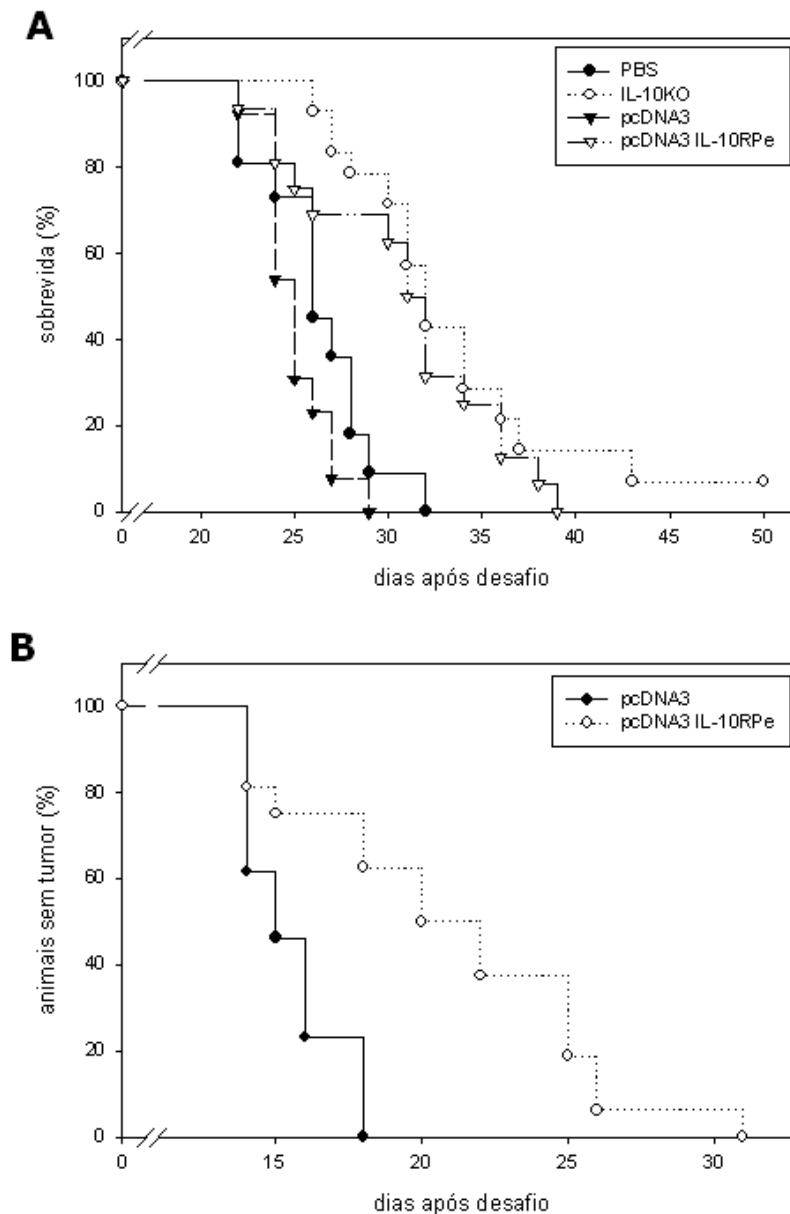 A
PBS
IL-10KO
pcDNA3
pcDNA3 IL-10RPe
100
80
60
40
20
0
sobrevida (%)
0 20 25 30 35 40 45 50
dias após desafio
B
pcDNA3
pcDNA3 IL-10RPe
100
80
60
40
20
0
animais sem tumor (%)
0 15 20 25 30
dias após desafio